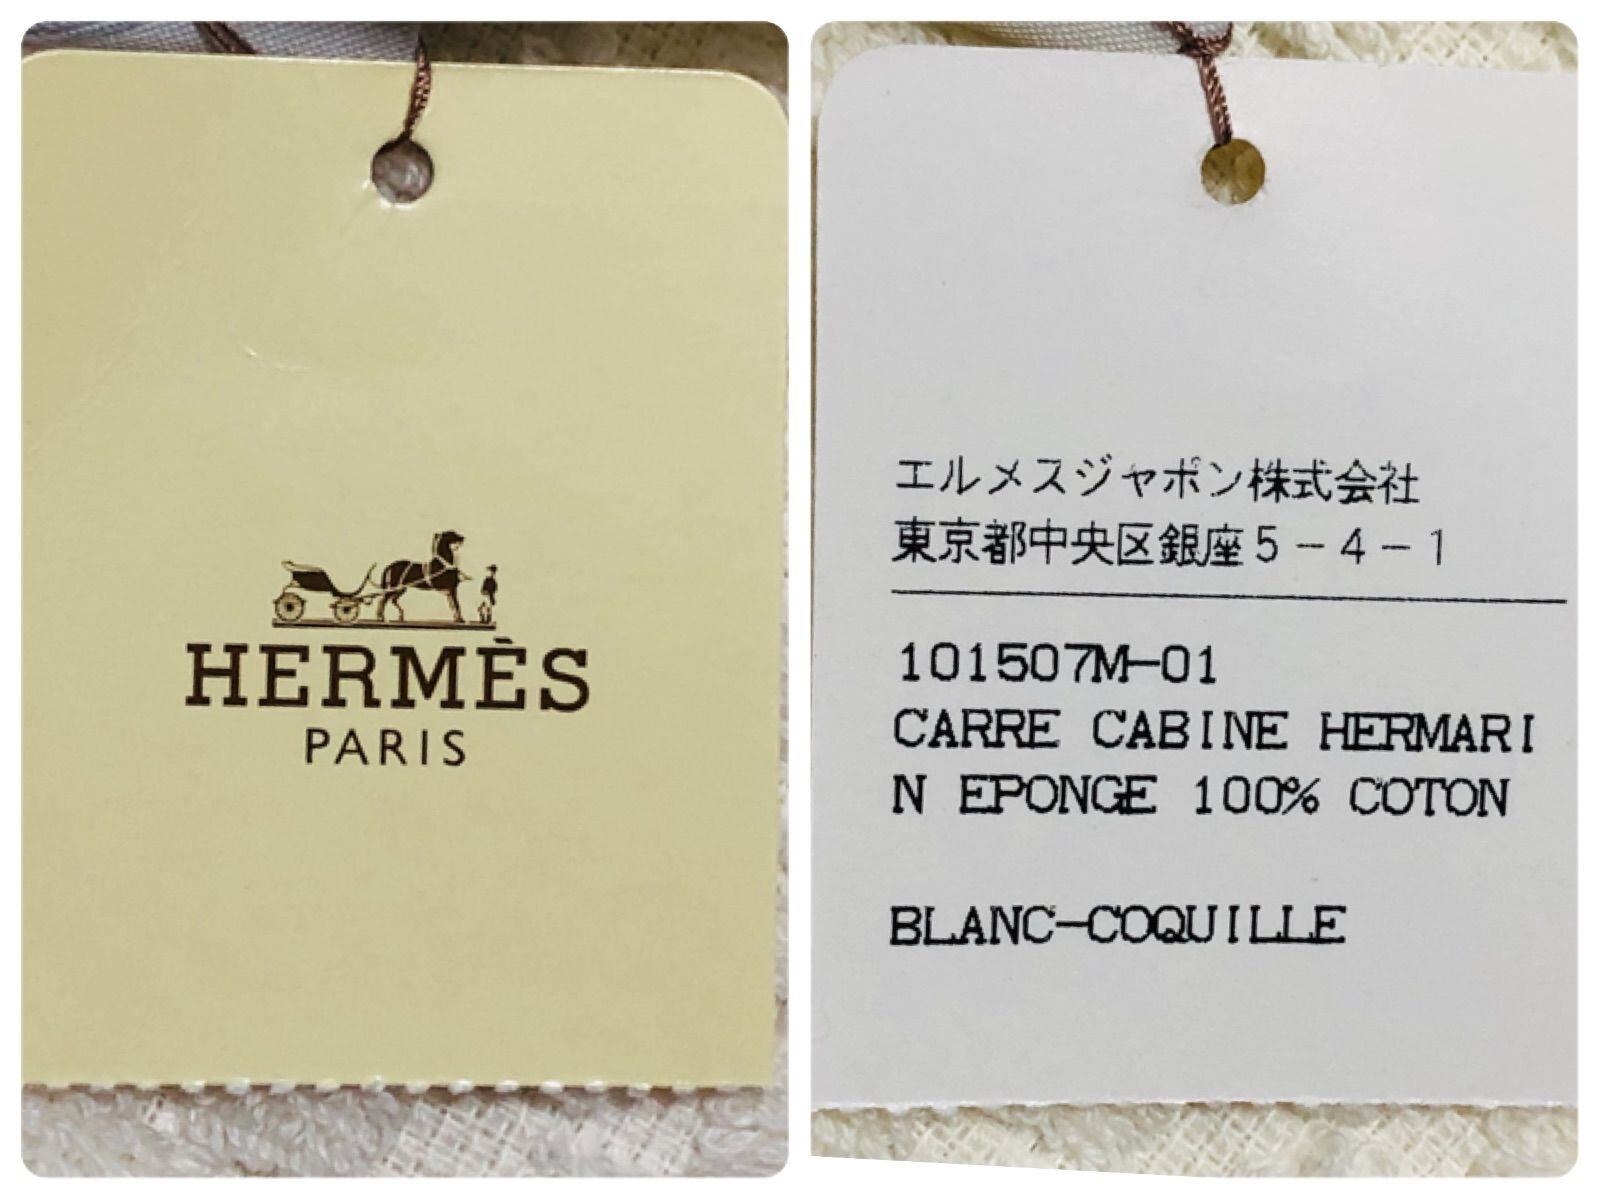 HERMÈS
PARIS
エルメスジャポン株式会社
東京都中央区銀座5-4-1
101507M-01
CARRE CABINE HERMARI
N EPONGE 100% COTON
BLANC-COQUILLE